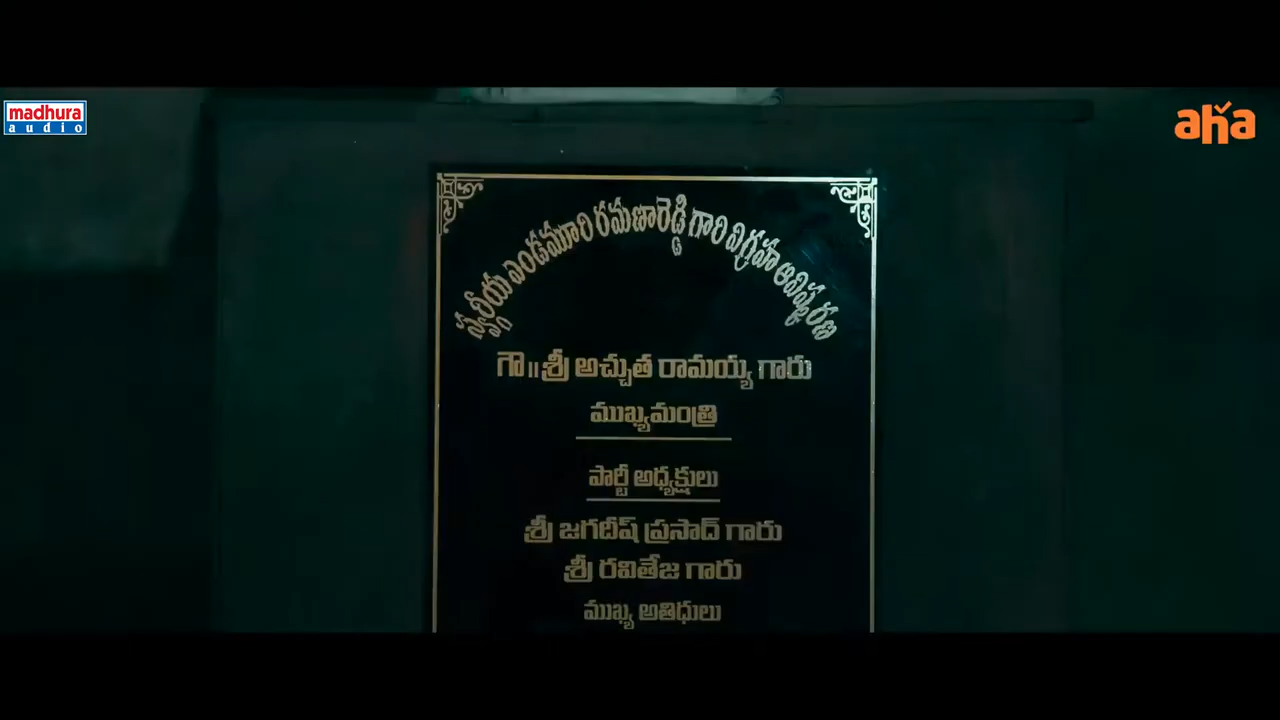 madhura
audio
aha
స్వర్గీయ ఎండమూరి రమణారెడ్డి గారి విగ్రహ ఆవిష్కరణ
గౌ॥శ్రీ అచ్చుత రామయ్య గారు
ముఖ్యమంత్రి
పార్టీ అధ్యక్షులు
శ్రీ జగదీష్ ప్రసాద్ గారు
శ్రీ రవితేజ గారు
ముఖ్య అతిధులు